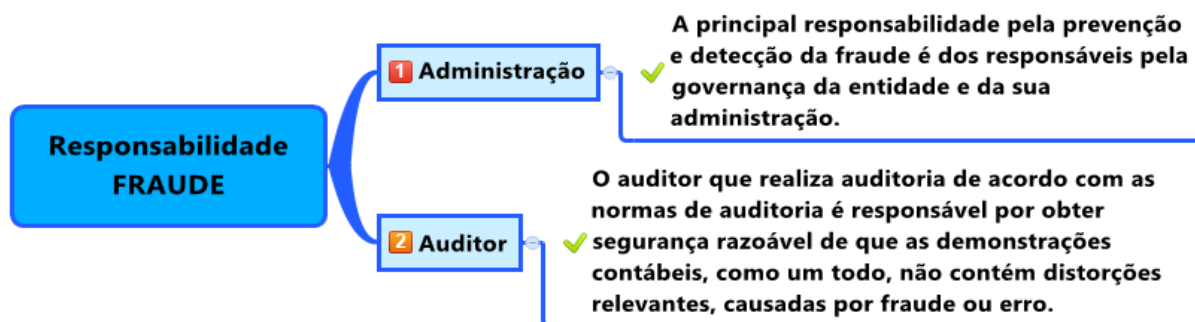 Responsabilidade
FRAUDE
1 Administração
A principal responsabilidade pela prevenção
e detecção da fraude é dos responsáveis pela
governança da entidade e da sua
administração.
2 Auditor
O auditor que realiza auditoria de acordo com as
normas de auditoria é responsável por obter
segurança razoável de que as demonstrações
contábeis, como um todo, não contém distorções
relevantes, causadas por fraude ou erro.